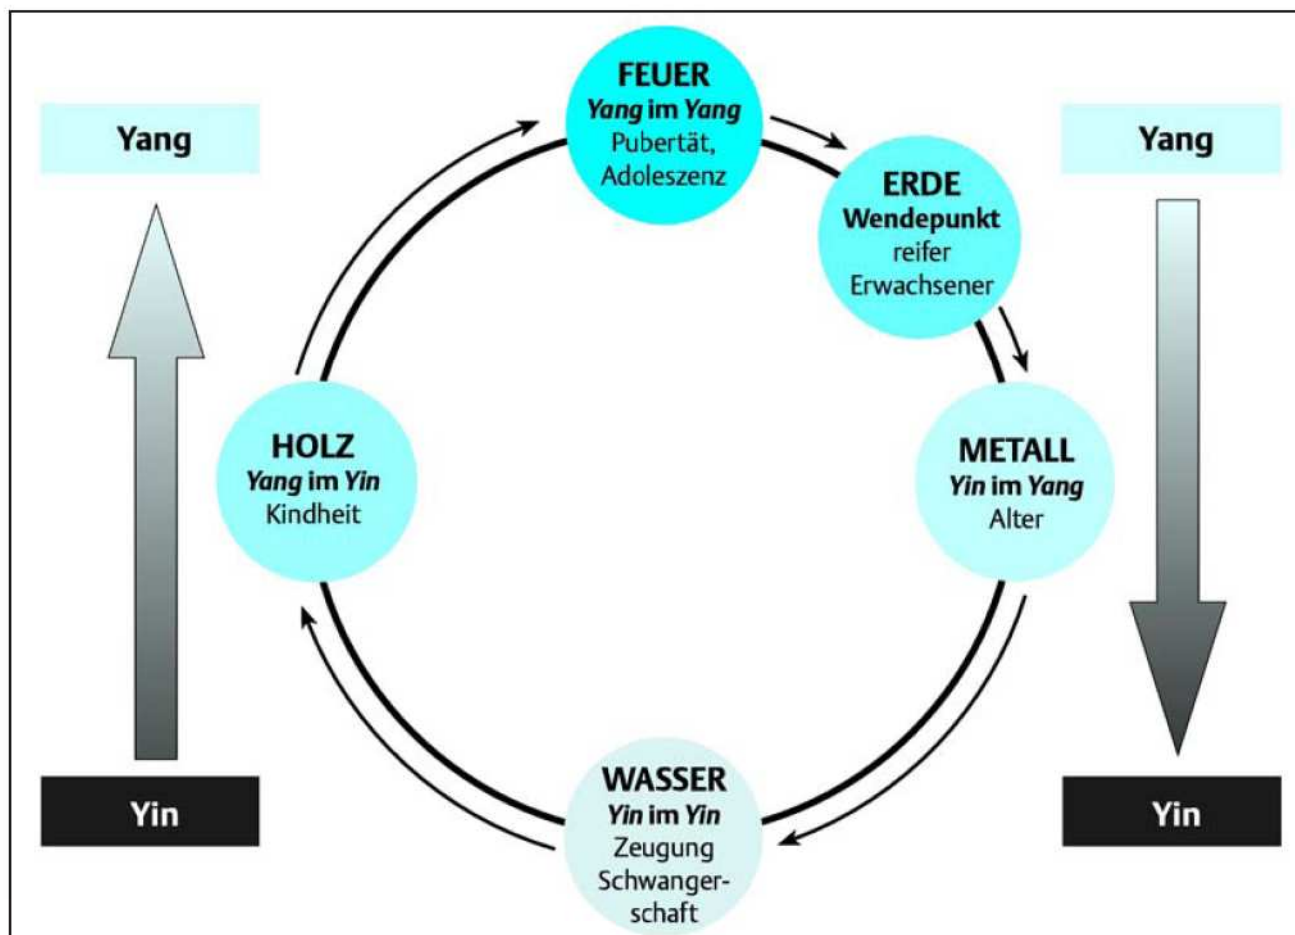 FEUER
Yang im Yang
Pubertät,
Adoleszenz
Yang
Yang
ERDE
Wendepunkt
reifer
Erwachsener
HOLZ
Yang im Yin
Kindheit
METALL
Yin im Yang
Alter
WASSER
Yin im Yin
Zeugung
Schwanger-
schaft
Yin
Yin